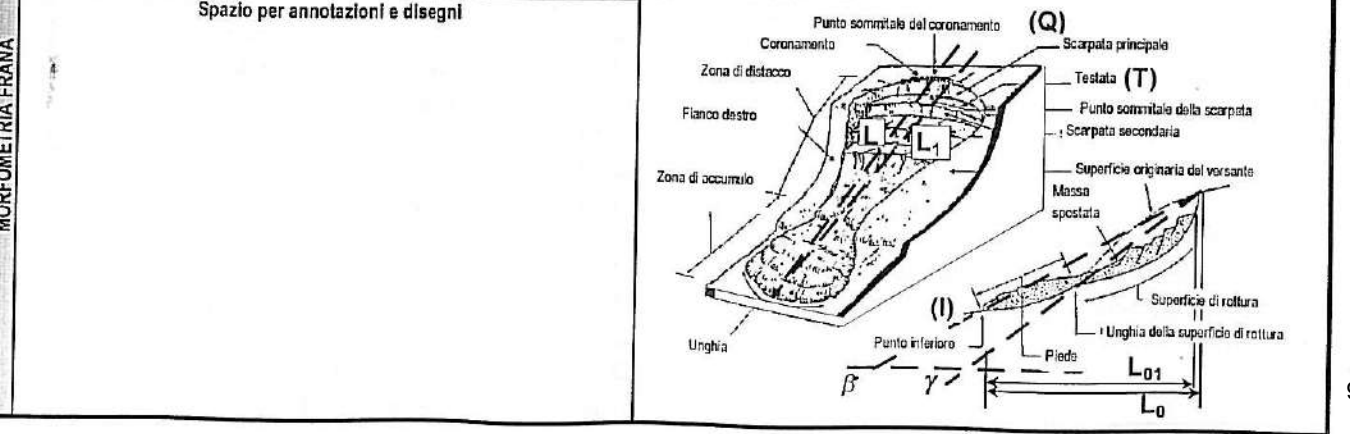 MORFOMETRIA FRANA
Spazio per annotazioni e disegni
Punto sommitale del coronamento
(Q)
Coronamento
Scarpata principale
Zona di distacco
Testata (T)
Fianco destro
Punto sommitale della scarpata
Scarpata secondaria
L
L1
Zona di accumulo
Superficie originaria del versante
Massa
spostata
(I)
Superficie di rottura
Unghia della superficie di rottura
Unghia
Punto inferiore
Piede
β
γ
L01
L0
9